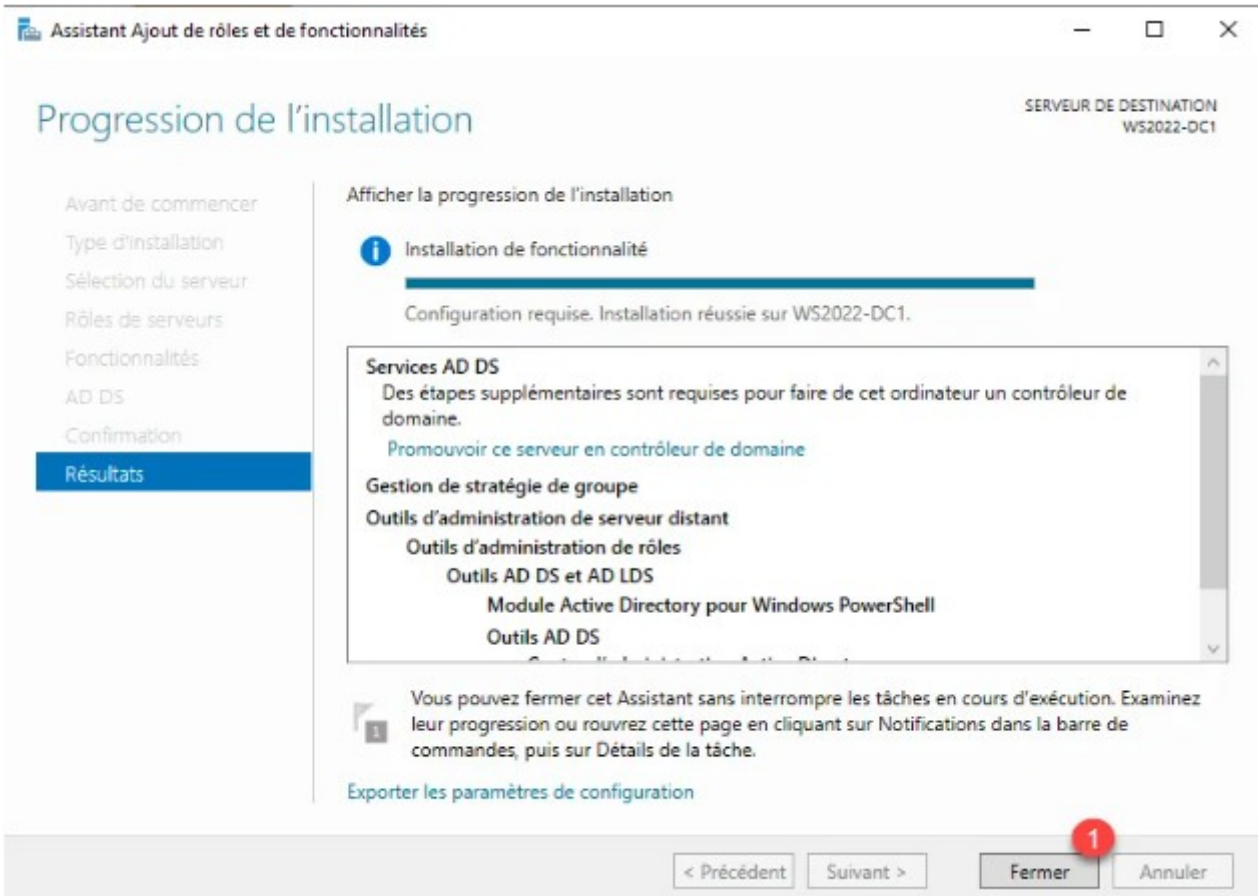 Assistant Ajout de rôles et de fonctionnalités
Progression de l'installation
SERVEUR DE DESTINATION
WS2022-DC1
Avant de commencer
Type d'installation
Sélection du serveur
Rôles de serveurs
Fonctionnalités
AD DS
Confirmation
Résultats
Afficher la progression de l'installation
Installation de fonctionnalité
Configuration requise. Installation réussie sur WS2022-DC1.
Services AD DS
Des étapes supplémentaires sont requises pour faire de cet ordinateur un contrôleur de
domaine.
Promouvoir ce serveur en contrôleur de domaine
Gestion de stratégie de groupe
Outils d'administration de serveur distant
Outils d'administration de rôles
Outils AD DS et AD LDS
Module Active Directory pour Windows PowerShell
Outils AD DS
1
Vous pouvez fermer cet Assistant sans interrompre les tâches en cours d'exécution. Examinez
leur progression ou rouvrez cette page en cliquant sur Notifications dans la barre de
commandes, puis sur Détails de la tâche.
Exporter les paramètres de configuration
1
< Précédent Suivant > Fermer Annuler